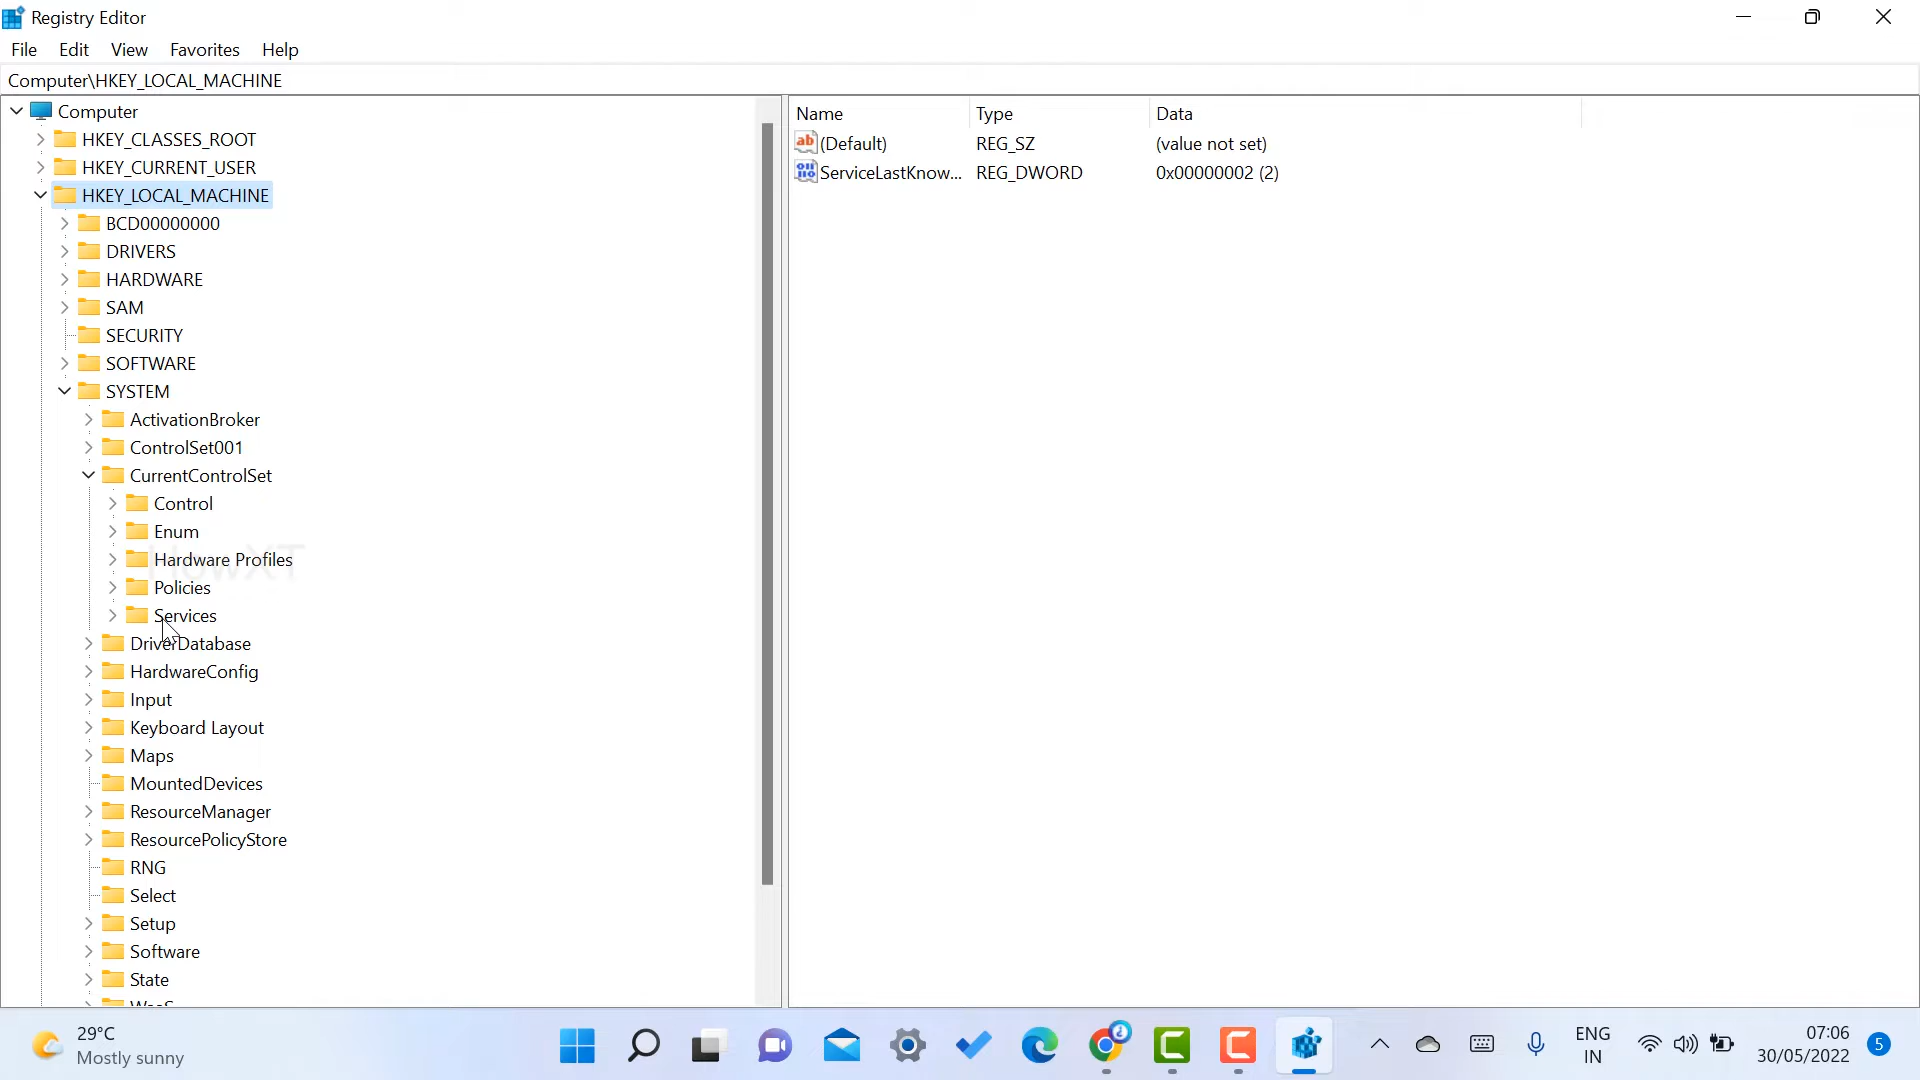 Registry Editor
File Edit View Favorites Help
Computer\HKEY_LOCAL_MACHINE
Computer
HKEY_CLASSES_ROOT
HKEY_CURRENT_USER
HKEY_LOCAL_MACHINE
BCD00000000
DRIVERS
HARDWARE
SAM
SECURITY
SOFTWARE
SYSTEM
ActivationBroker
ControlSet001
CurrentControlSet
Control
Enum
HowXT
Hardware Profiles
Policies
Services
DriverDatabase
HardwareConfig
Input
Keyboard Layout
Maps
MountedDevices
ResourceManager
ResourcePolicyStore
RNG
Select
Setup
Software
State
WaaS
Name Type Data
(Default) REG_SZ (value not set)
ServiceLastKnow... REG_DWORD 0x00000002 (2)
29°C
Mostly sunny
ENG
IN
07:06
30/05/2022
5